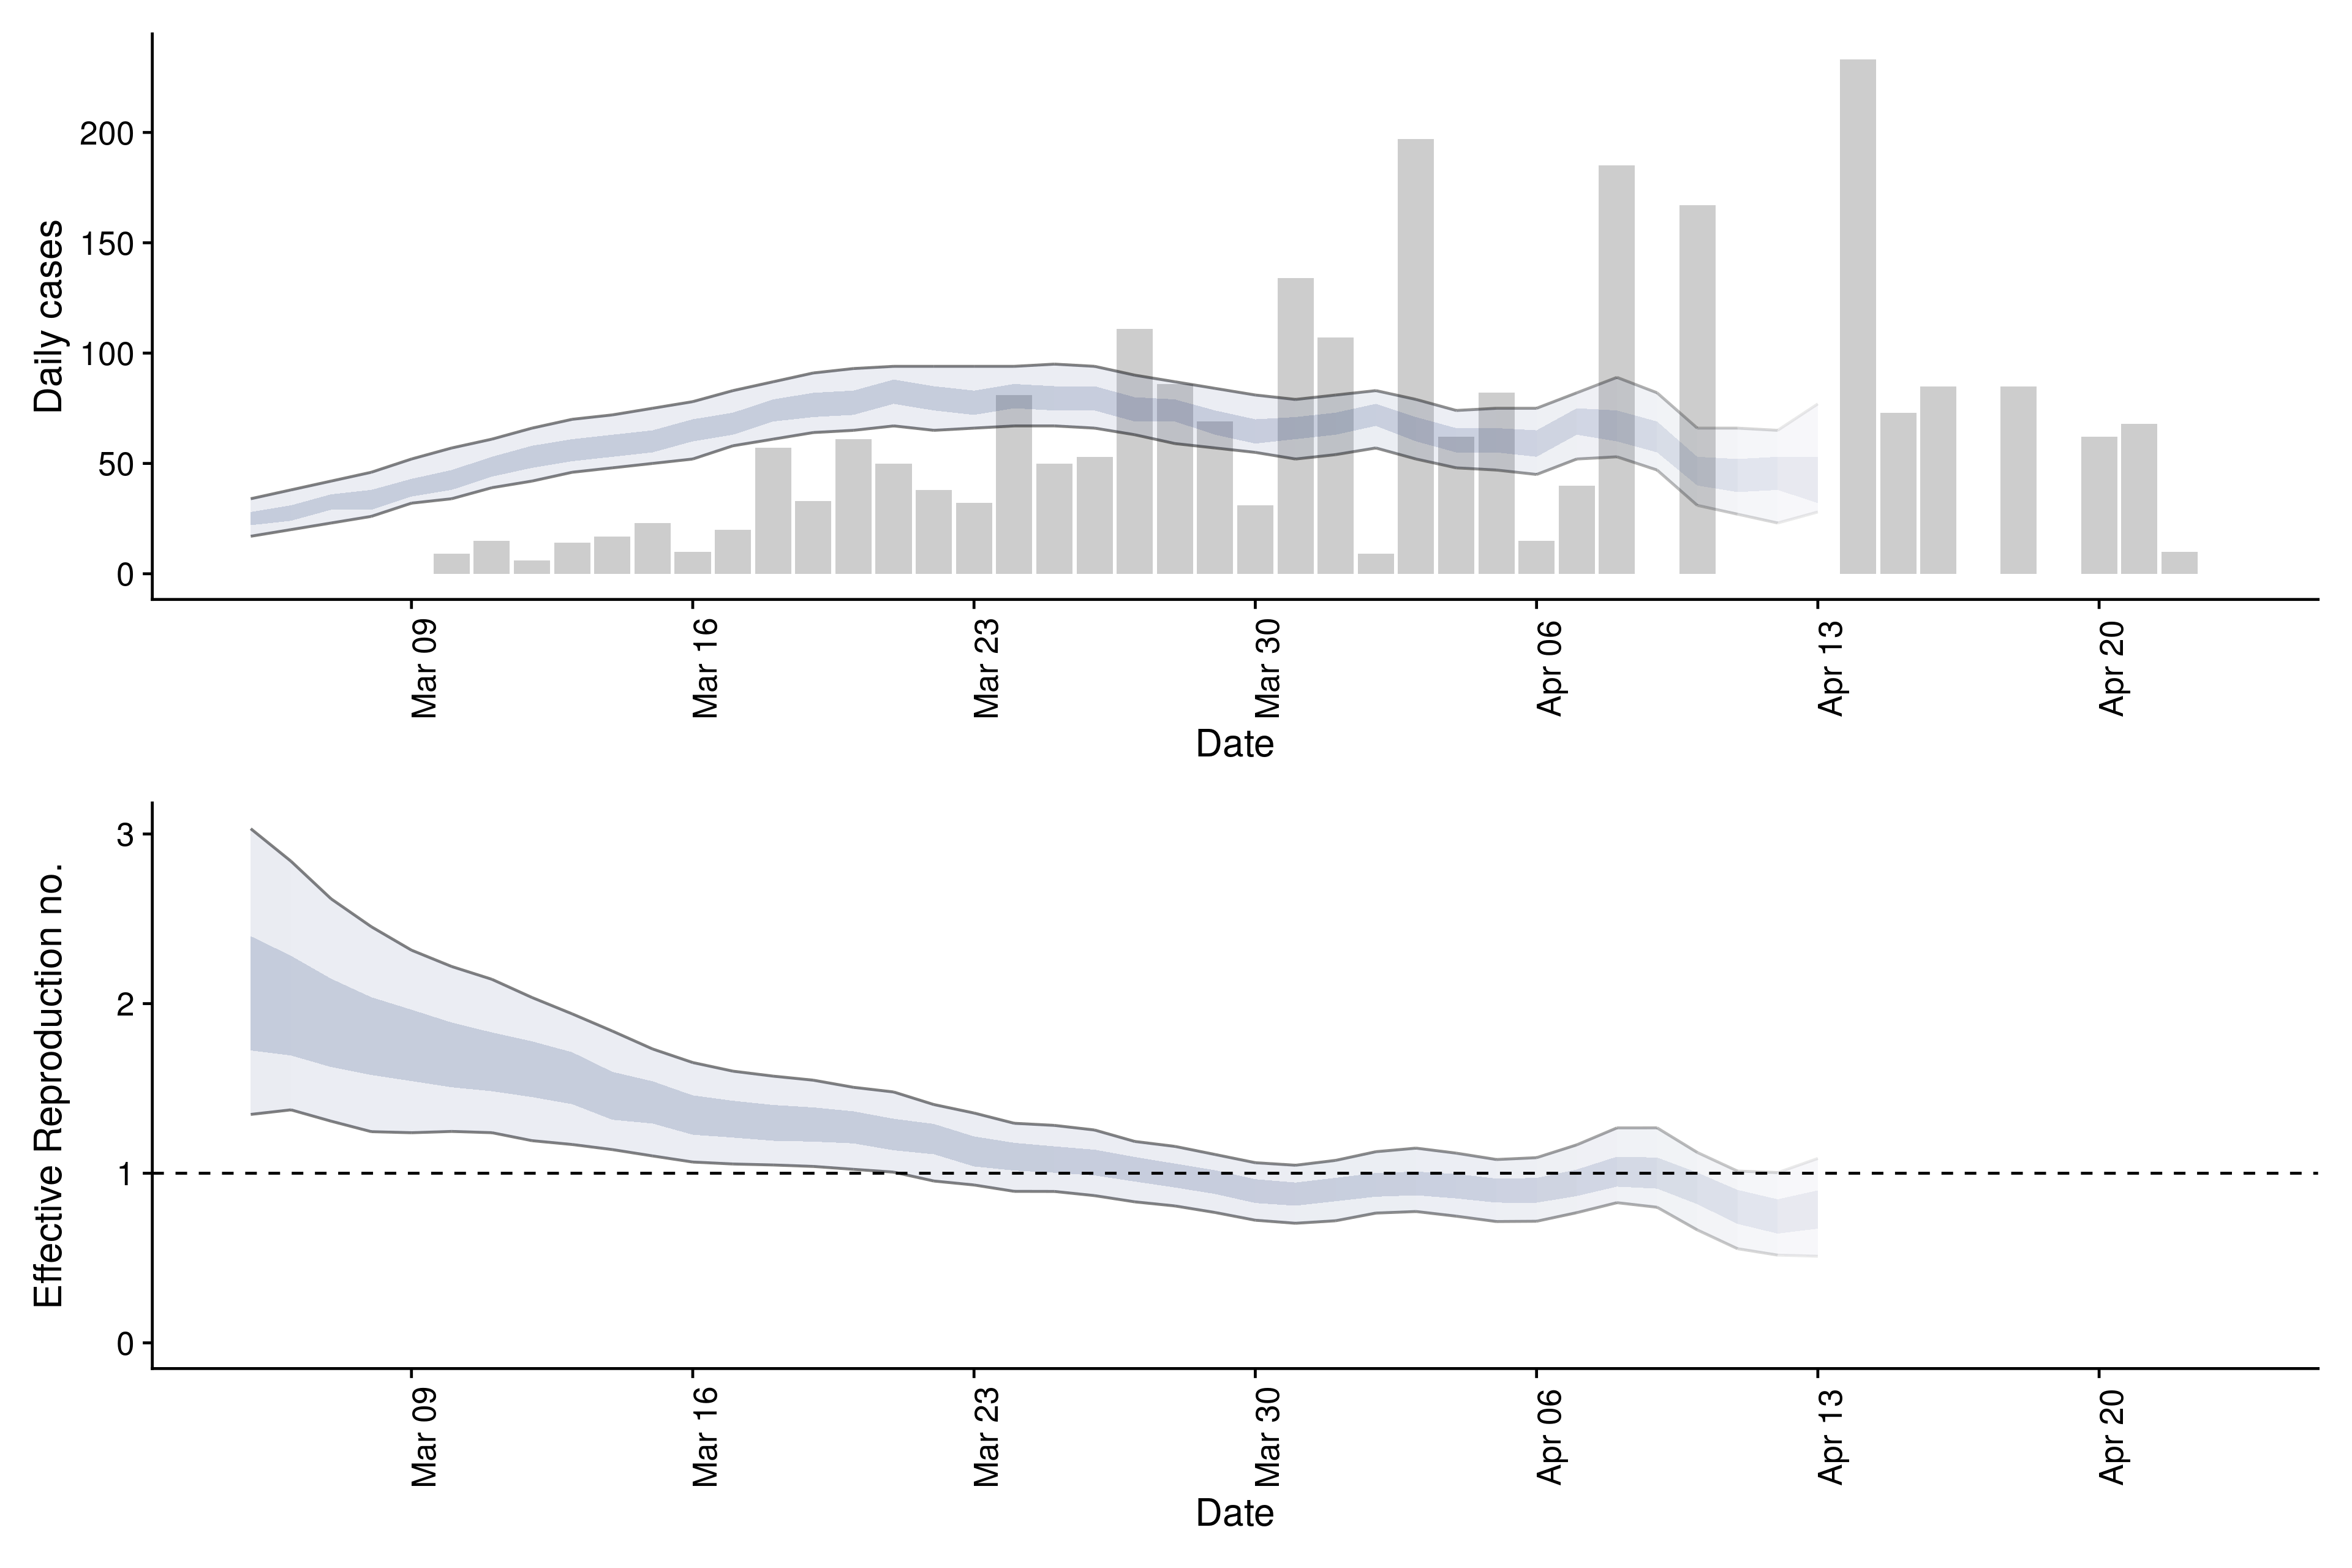 Daily cases
200
150
100
50
0
Mar 09
Mar 16
Mar 23
Mar 30
Apr 06
Apr 13
Apr 20
Date
Effective Reproduction no.
3
2
1
0
Mar 09
Mar 16
Mar 23
Mar 30
Apr 06
Apr 13
Apr 20
Date